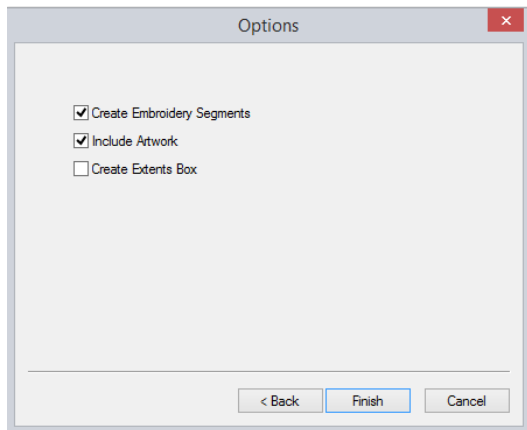 Options
Create Embroidery Segments
Include Artwork
Create Extents Box
< Back
Finish
Cancel